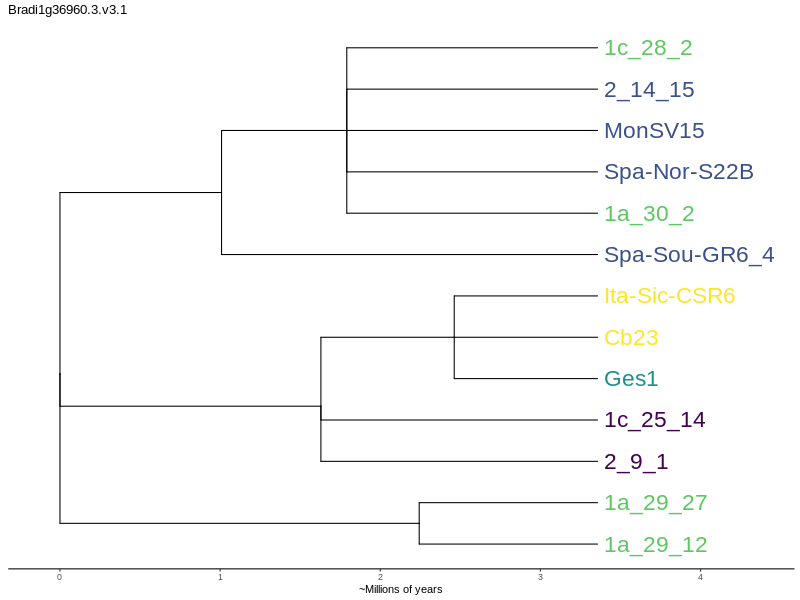 Bradi1g36960.3.v3.1
1c_28_2
2_14_15
MonSV15
Spa-Nor-S22B
1a_30_2
Spa-Sou-GR6_4
Ita-Sic-CSR6
Cb23
Ges1
1c_25_14
2_9_1
1a_29_27
1a_29_12
0 1 2 3 4
~Millions of years